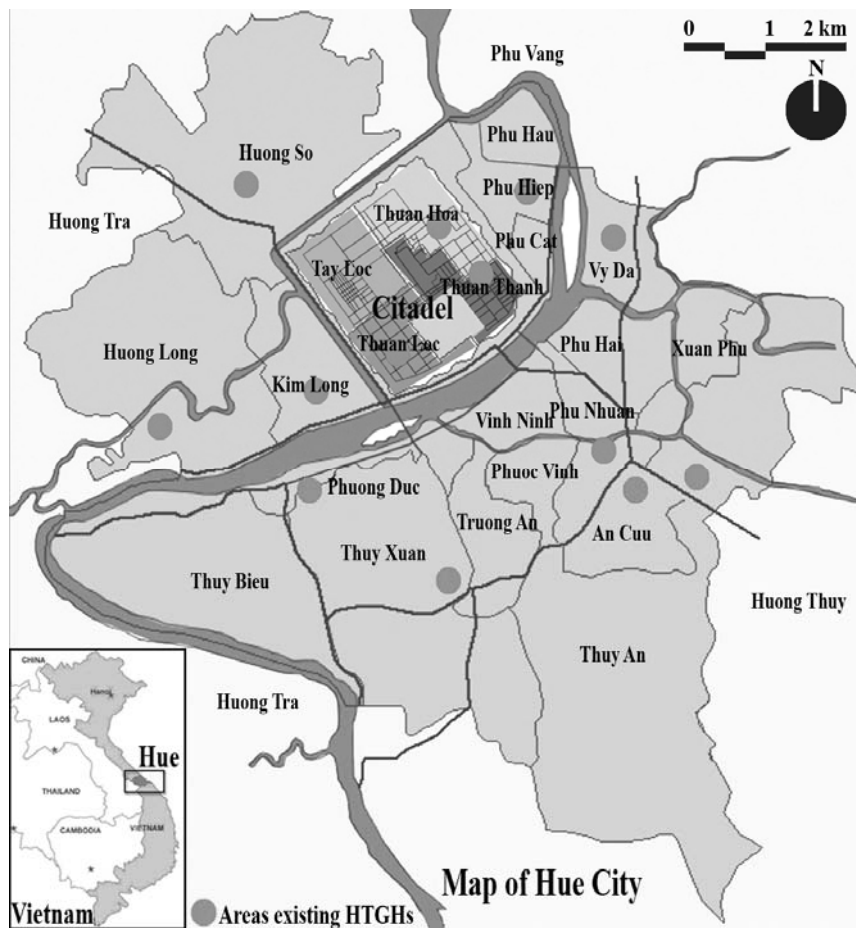 0 1 2 km
Phu Vang
N
Phu Hau
Huong So
Phu Hiep
Thuan Hoa
Huong Tra
Phu Cat
Tay Loc
Vy Da
Thuan Thanh
Citadel
Thuan Loc
Phu Hai
Xuan Phu
Huong Long
Kim Long
Phu Nhuan
Vinh Ninh
Phuoc Vinh
Phuong Duc
Truong An
An Cuu
Thuy Xuan
Thuy Bieu
Huong Thuy
Thuy An
Huong Tra
CHINA
Hanoi
LAOS
Hue
THAILAND
CAMBODIA
VIETNAM
Vietnam
Map of Hue City
Areas existing HTGHs